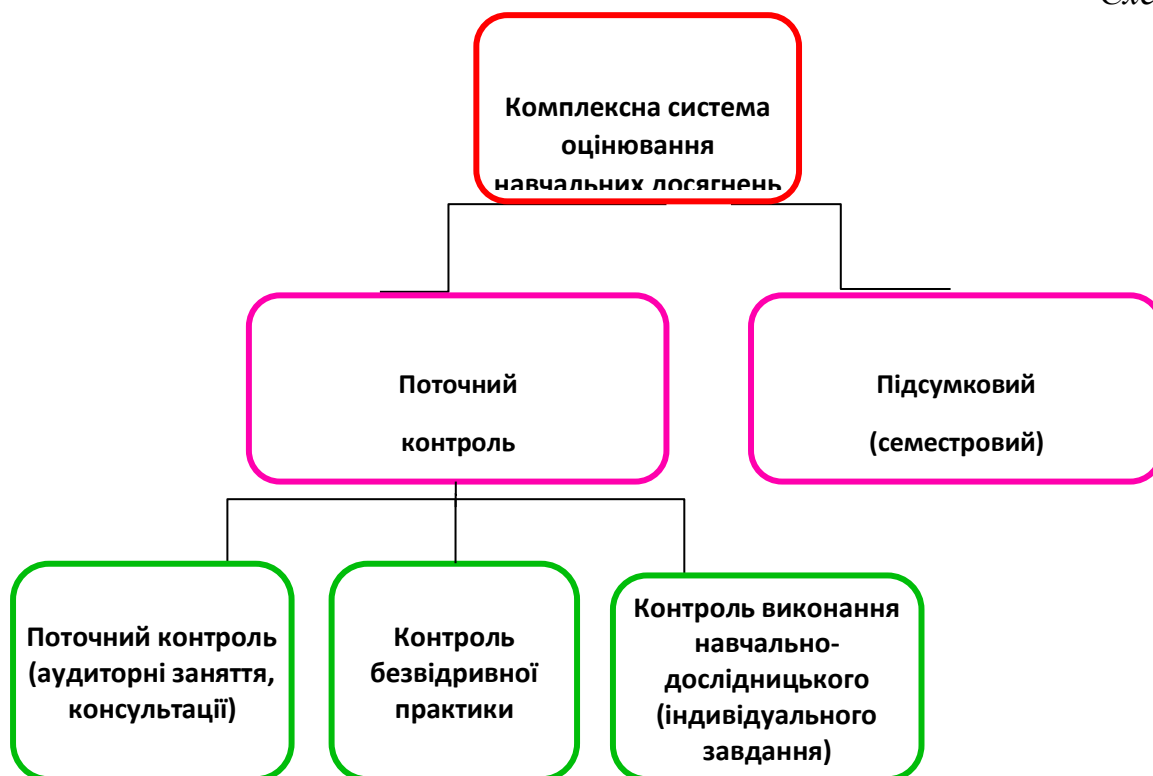 Комплексна система
оцінювання
навчальних досягнень
Поточний
контроль
Підсумковий
(семестровий)
Поточний контроль
(аудиторні заняття,
консультації)
Контроль
безвідривної
практики
Контроль виконання
навчально-
дослідницького
(індивідуального
завдання)